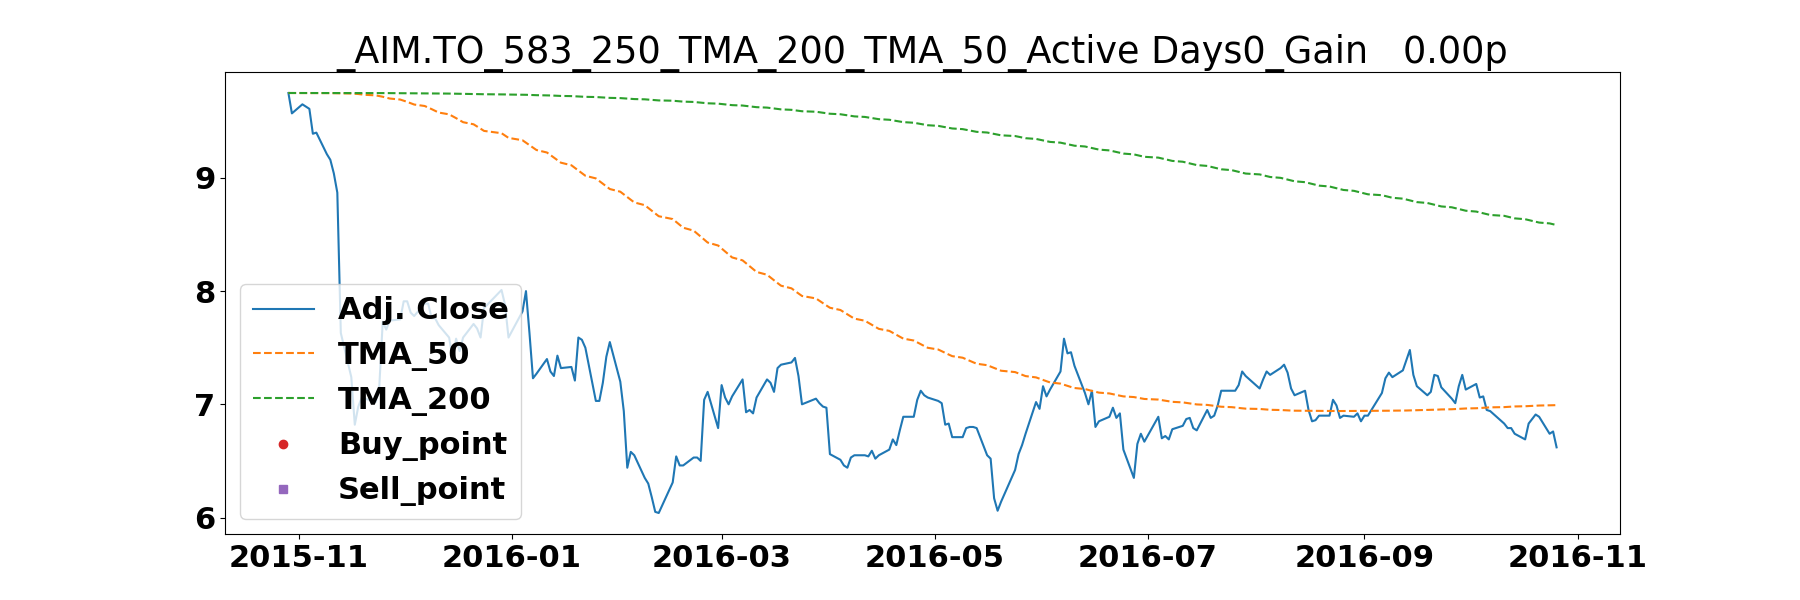 _AIM.TO_583_250_TMA_200_TMA_50_Active Days0_Gain   0.00p
9
8
7
6
Adj. Close
TMA_50
TMA_200
Buy_point
Sell_point
2015-11 2016-01 2016-03 2016-05 2016-07 2016-09 2016-11